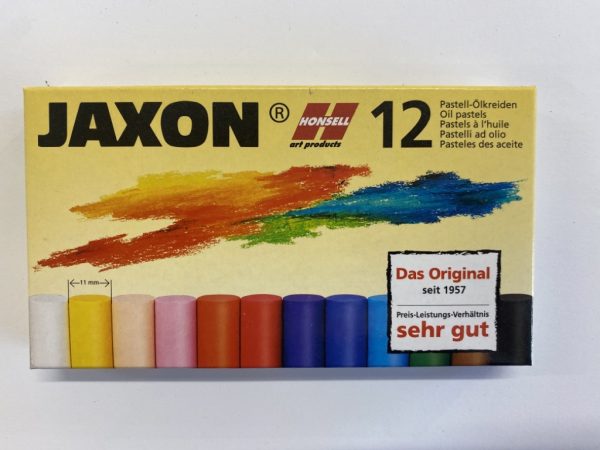 JAXON ®
HONSELL
art products
12
Pastell-Ölkreiden
Oil pastels
Pastels à l'huile
Pastelli ad olio
Pasteles des aceite
11 mm
Das Original
seit 1957
Preis-Leistungs-Verhältnis
sehr gut